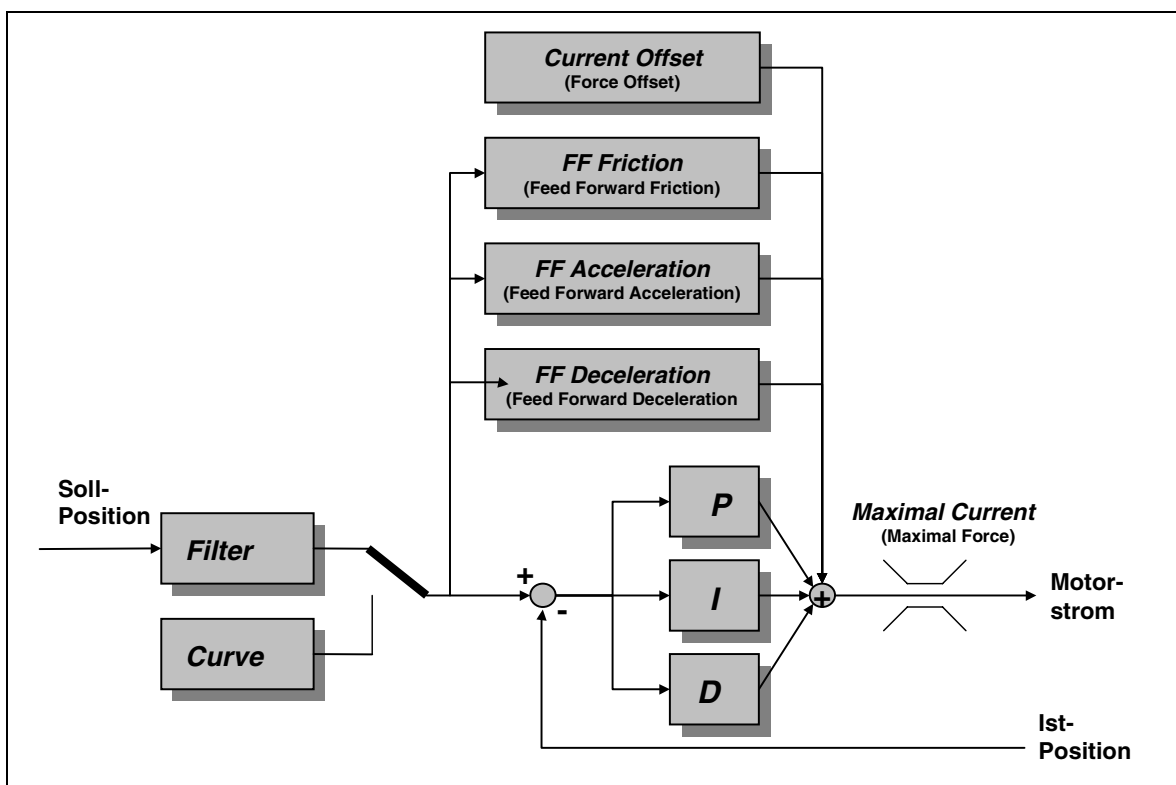 Current Offset
(Force Offset)
FF Friction
(Feed Forward Friction)
FF Acceleration
(Feed Forward Acceleration)
FF Deceleration
(Feed Forward Deceleration
Soll-
Position
Filter
Curve
+
-
P
I
D
+
Maximal Current
(Maximal Force)
Motor-
strom
Ist-
Position